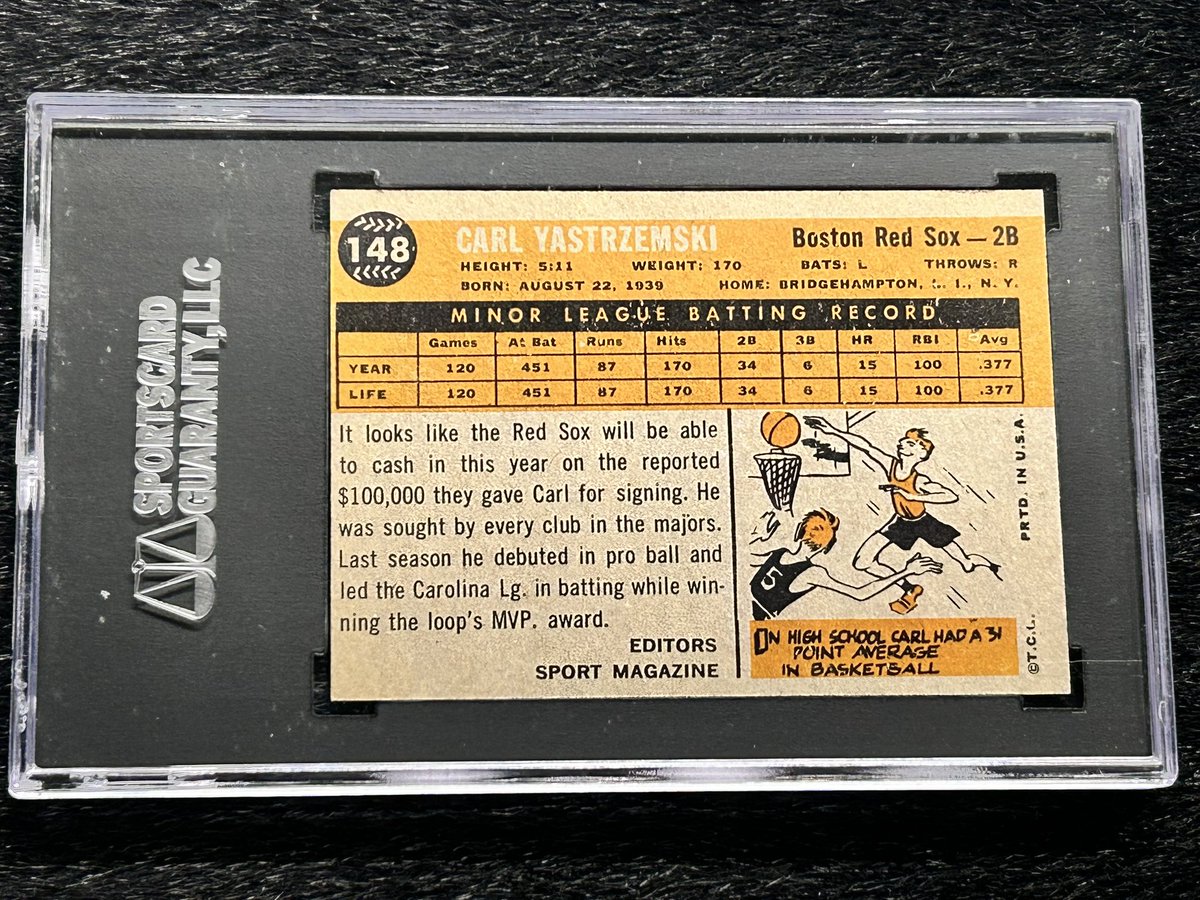 SPORTSCARD
GUARANTY, LLC
148
CARL YASTRZEMSKI Boston Red Sox — 2B
HEIGHT: 5:11 WEIGHT: 170 BATS: L THROWS: R
BORN: AUGUST 22, 1939 HOME: BRIDGEHAMPTON, L. I., N. Y.
MINOR LEAGUE BATTING RECORD
Games At Bat Runs Hits 2B 3B HR RBI Avg
YEAR 120 451 87 170 34 6 15 100 .377
LIFE 120 451 87 170 34 6 15 100 .377
It looks like the Red Sox will be able
to cash in this year on the reported
$100,000 they gave Carl for signing. He
was sought by every club in the majors.
Last season he debuted in pro ball and
led the Carolina Lg. in batting while win-
ning the loop's MVP. award.
EDITORS
SPORT MAGAZINE
5
ON HIGH SCHOOL CARL HAD A 31
POINT AVERAGE
IN BASKETBALL
PRTD. IN U.S.A.
©T.C.G.